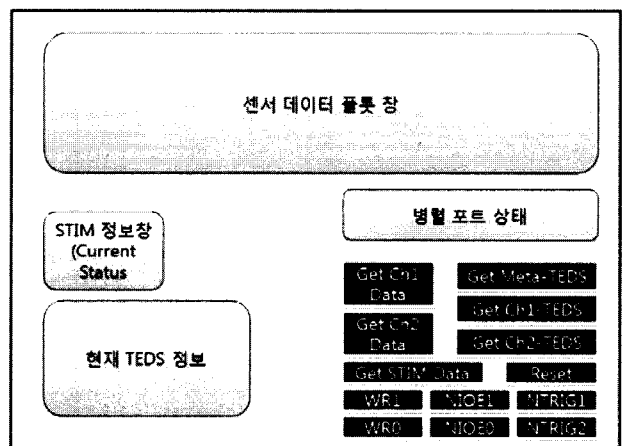 센서 데이터 플롯 창
병렬 포트 상태
STIM 정보창
(Current
Status
현재 TEDS 정보
Get Ch1
Data
Get Meta-TEDS
Get Ch1-TEDS
Get Ch2
Data
Get Ch2-TEDS
Get STIM Data
Reset
WR1
NIOE1
NTRIG1
WR0
NIOE0
NTRIG2